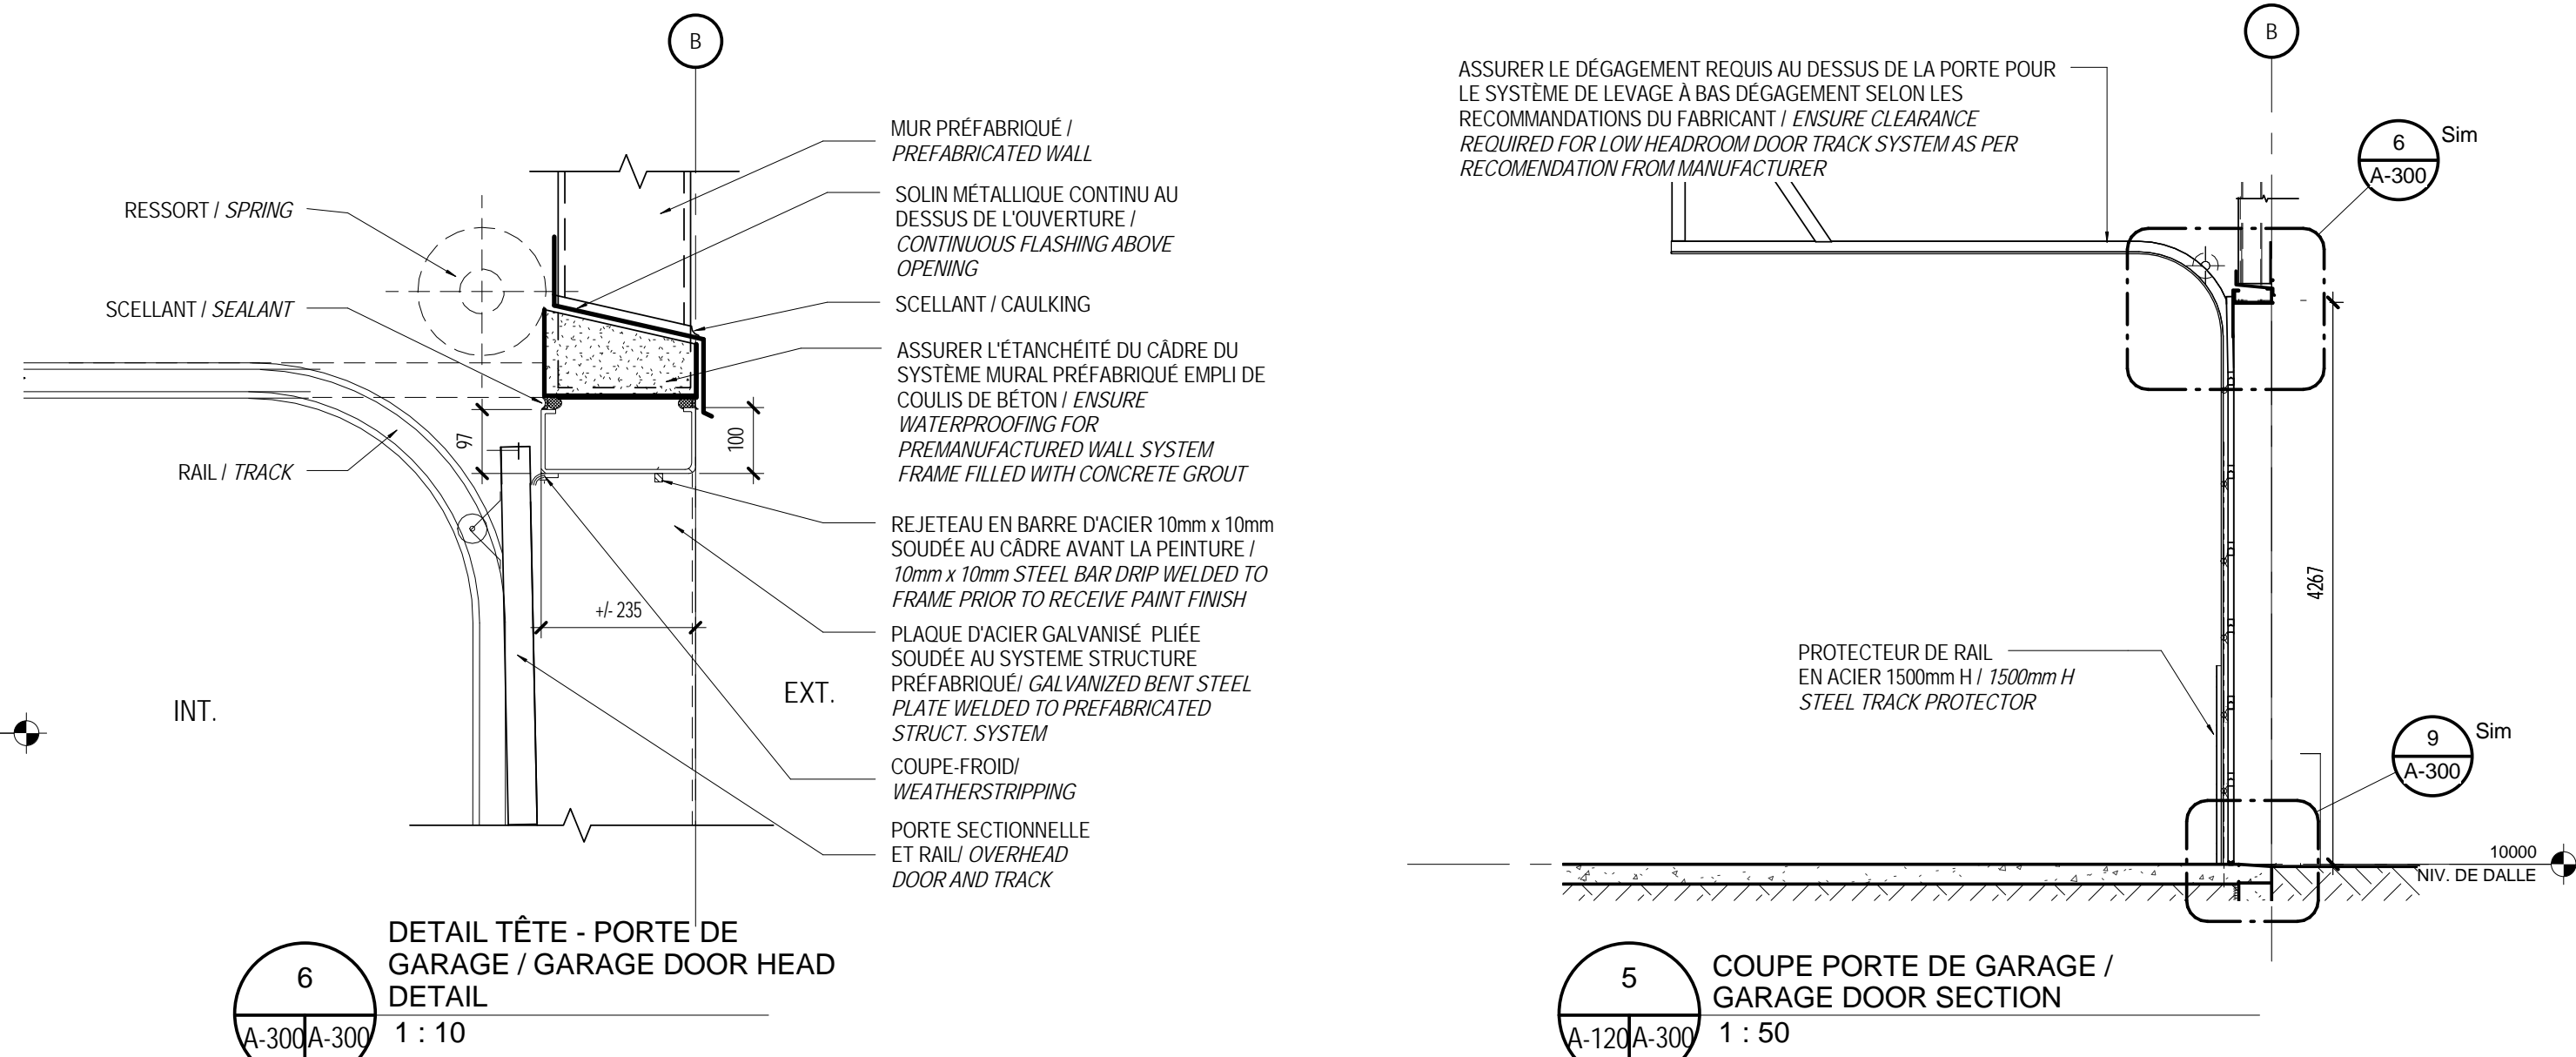 B
RESSORT / SPRING
SCELLANT / SEALANT
RAIL / TRACK
INT.
EXT.
97
100
+/- 235
MUR PRÉFABRIQUÉ /
PREFABRICATED WALL
SOLIN MÉTALLIQUE CONTINU AU
DESSUS DE L'OUVERTURE /
CONTINUOUS FLASHING ABOVE
OPENING
SCELLANT / CAULKING
ASSURER L'ÉTANCHÉITÉ DU CÂDRE DU
SYSTÈME MURAL PRÉFABRIQUÉ EMPLI DE
COULIS DE BÉTON / ENSURE
WATERPROOFING FOR
PREMANUFACTURED WALL SYSTEM
FRAME FILLED WITH CONCRETE GROUT
REJETEAU EN BARRE D'ACIER 10mm x 10mm
SOUDÉE AU CÂDRE AVANT LA PEINTURE /
10mm x 10mm STEEL BAR DRIP WELDED TO
FRAME PRIOR TO RECEIVE PAINT FINISH
PLAQUE D'ACIER GALVANISÉ PLIÉE
SOUDÉE AU SYSTEME STRUCTURE
PRÉFABRIQUÉ/ GALVANIZED BENT STEEL
PLATE WELDED TO PREFABRICATED
STRUCT. SYSTEM
COUPE-FROID/
WEATHERSTRIPPING
PORTE SECTIONNELLE
ET RAIL/ OVERHEAD
DOOR AND TRACK
6
A-300 A-300
DETAIL TÊTE - PORTE DE
GARAGE / GARAGE DOOR HEAD
DETAIL
1 : 10
B
ASSURER LE DÉGAGEMENT REQUIS AU DESSUS DE LA PORTE POUR
LE SYSTÈME DE LEVAGE À BAS DÉGAGEMENT SELON LES
RECOMMANDATIONS DU FABRICANT / ENSURE CLEARANCE
REQUIRED FOR LOW HEADROOM DOOR TRACK SYSTEM AS PER
RECOMENDATION FROM MANUFACTURER
6 Sim
A-300
4267
PROTECTEUR DE RAIL
EN ACIER 1500mm H / 1500mm H
STEEL TRACK PROTECTOR
9 Sim
A-300
10000
NIV. DE DALLE
5
A-120 A-300
COUPE PORTE DE GARAGE /
GARAGE DOOR SECTION
1 : 50